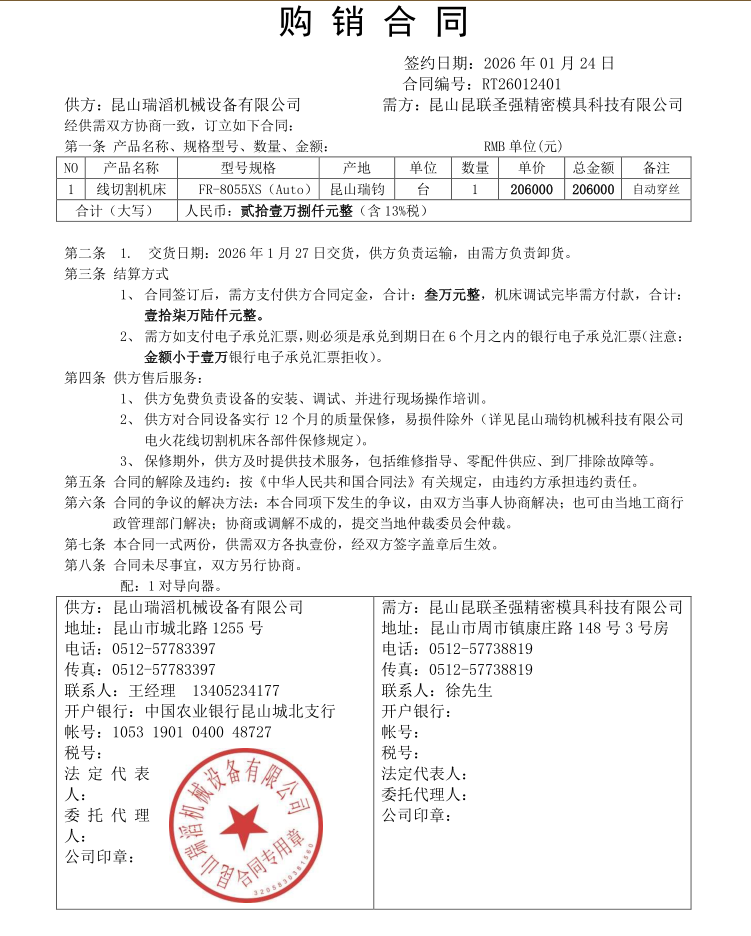 购 销 合 同
签约日期：2026 年 01 月 24 日
合同编号：RT26012401
供方：昆山瑞滔机械设备有限公司 需方：昆山昆联圣强精密模具科技有限公司
经供需双方协商一致，订立如下合同：
第一条 产品名称、规格型号、数量、金额： RMB 单位(元)
NO 产品名称 型号规格 产地 单位 数量 单价 总金额 备注
1 线切割机床 FR-8055XS（Auto） 昆山瑞钧 台 1 206000 206000 自动穿丝
合计（大写） 人民币：贰拾壹万捌仟元整（含 13%税）
第二条 1. 交货日期：2026 年 1 月 27 日交货，供方负责运输，由需方负责卸货。
第三条 结算方式
1、 合同签订后，需方支付供方合同定金，合计：叁万元整，机床调试完毕需方付款，合计：
壹拾柒万陆仟元整。
2、 需方如支付电子承兑汇票，则必须是承兑到期日在 6 个月之内的银行电子承兑汇票（注意：
金额小于壹万银行电子承兑汇票拒收）。
第四条 供方售后服务：
1、 供方免费负责设备的安装、调试、并进行现场操作培训。
2、 供方对合同设备实行 12 个月的质量保修，易损件除外（详见昆山瑞钧机械科技有限公司
电火花线切割机床各部件保修规定）。
3、 保修期外，供方及时提供技术服务，包括维修指导、零配件供应、到厂排除故障等。
第五条 合同的解除及违约：按《中华人民共和国合同法》有关规定，由违约方承担违约责任。
第六条 合同的争议的解决方法：本合同项下发生的争议，由双方当事人协商解决；也可由当地工商行
政管理部门解决；协商或调解不成的，提交当地仲裁委员会仲裁。
第七条 本合同一式两份，供需双方各执壹份，经双方签字盖章后生效。
第八条 合同未尽事宜，双方另行协商。
配：1 对导向器。
供方：昆山瑞滔机械设备有限公司
地址：昆山市城北路 1255 号
电话：0512-57783397
传真：0512-57783397
联系人：王经理 13405234177
开户银行：中国农业银行昆山城北支行
帐号：1053 1901 0400 48727
税号：
法 定 代 表
人：
委 托 代 理
人：
公司印章：
昆山瑞滔机械设备有限公司
合同专用章
需方：昆山昆联圣强精密模具科技有限公司
地址：昆山市周市镇康庄路 148 号 3 号房
电话：0512-57738819
传真：0512-57738819
联系人：徐先生
开户银行：
帐号：
税号：
法定代表人：
委托代理人：
公司印章：